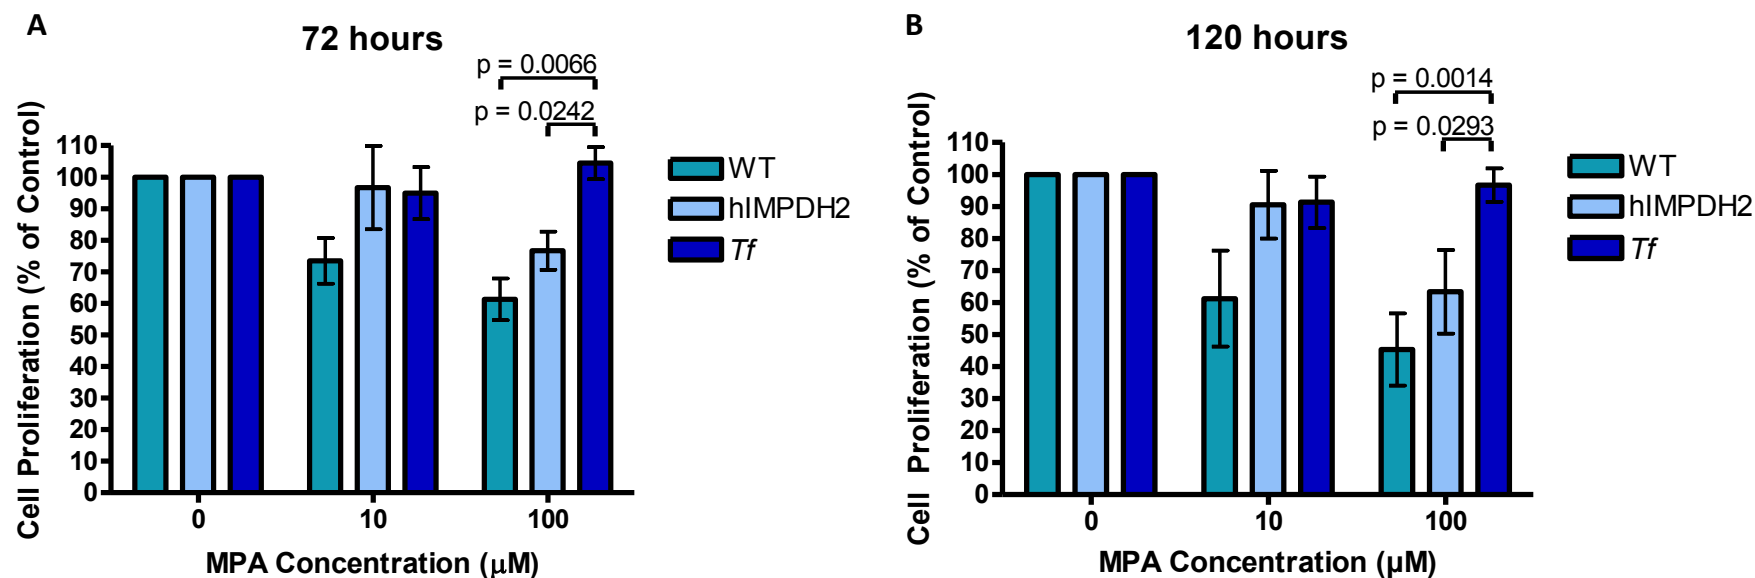 A
72 hours
p = 0.0066
p = 0.0242
Cell Proliferation (% of Control)
110
100
90
80
70
60
50
40
30
20
10
0
0 10 100
MPA Concentration (μM)
WT
hIMPDH2
Tf
B
120 hours
p = 0.0014
p = 0.0293
Cell Proliferation (% of Control)
110
100
90
80
70
60
50
40
30
20
10
0
0 10 100
MPA Concentration (µM)
WT
hIMPDH2
Tf